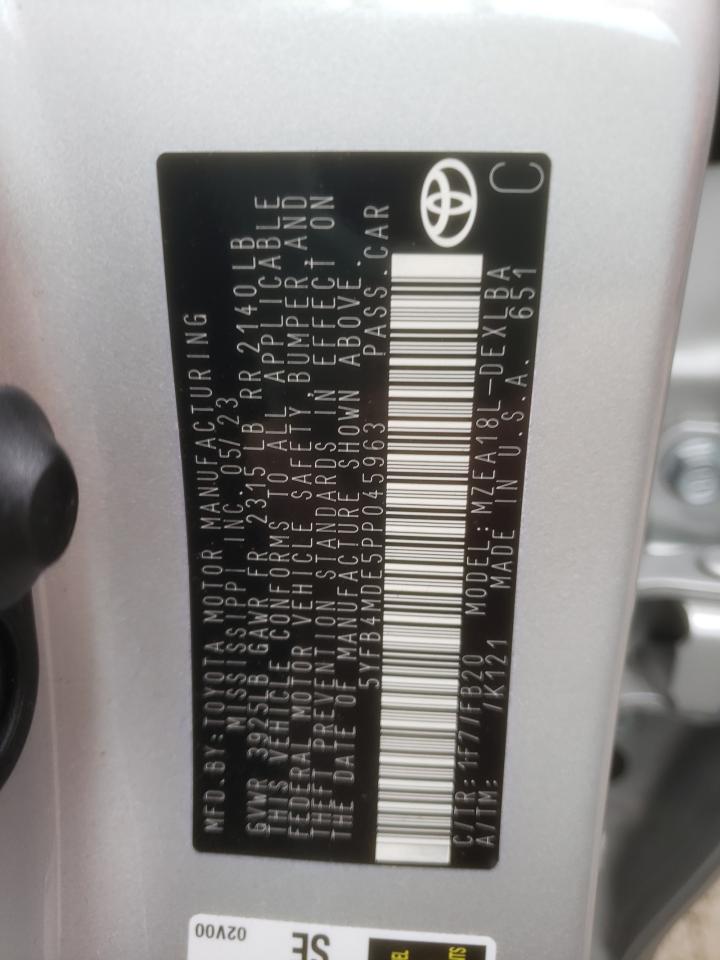 MFD.BY:TOYOTA MOTOR MANUFACTURING
MISSISSIPPI INC. 05/23
GVWR 3925LB GAWR FR 2315 LB RR 2140LB
THIS VEHICLE CONFORMS TO ALL APPLICABLE
FEDERAL MOTOR VEHICLE SAFETY, BUMPER, AND
THEFT PREVENTION STANDARDS IN EFFECT ON
THE DATE OF MANUFACTURE SHOWN ABOVE.
5YFB4MDE5PP045963 PASS.CAR
C/TR: 1F7/FB20 MODEL:MZEA18L-DEXLBA
A/TM: /K121 MADE IN U.S.A. 651
C
02V00
SE